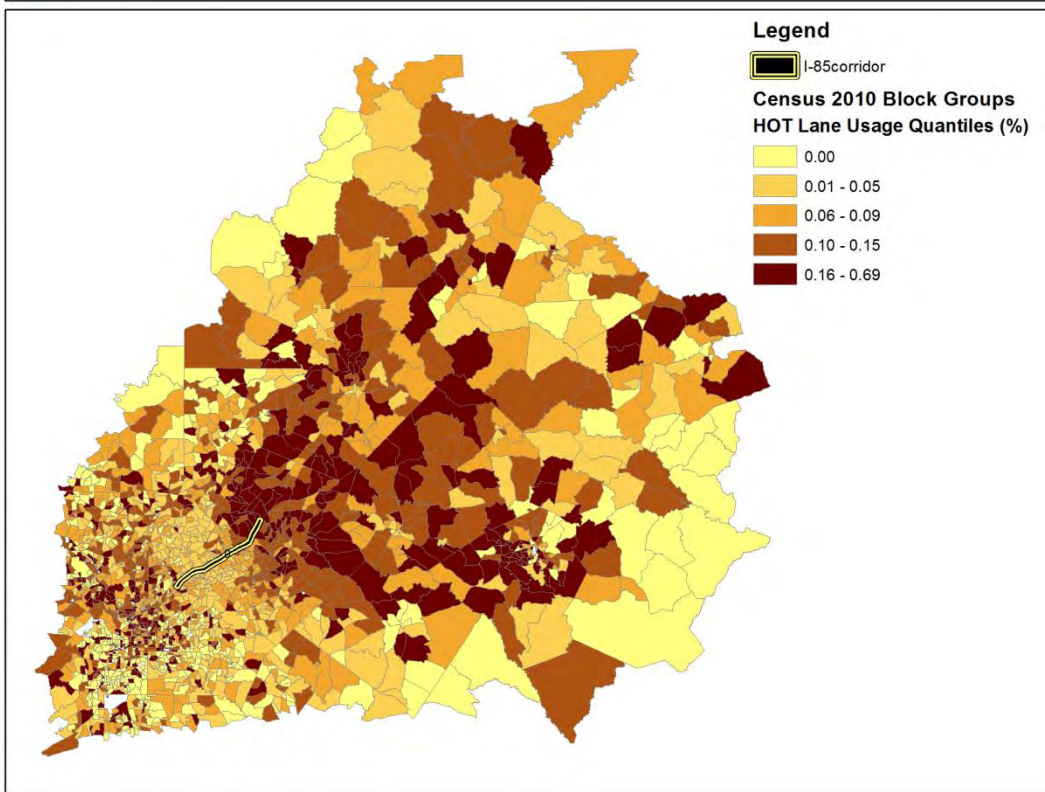 Legend
I-85corridor
Census 2010 Block Groups
HOT Lane Usage Quantiles (%)
0.00
0.01 - 0.05
0.06 - 0.09
0.10 - 0.15
0.16 - 0.69